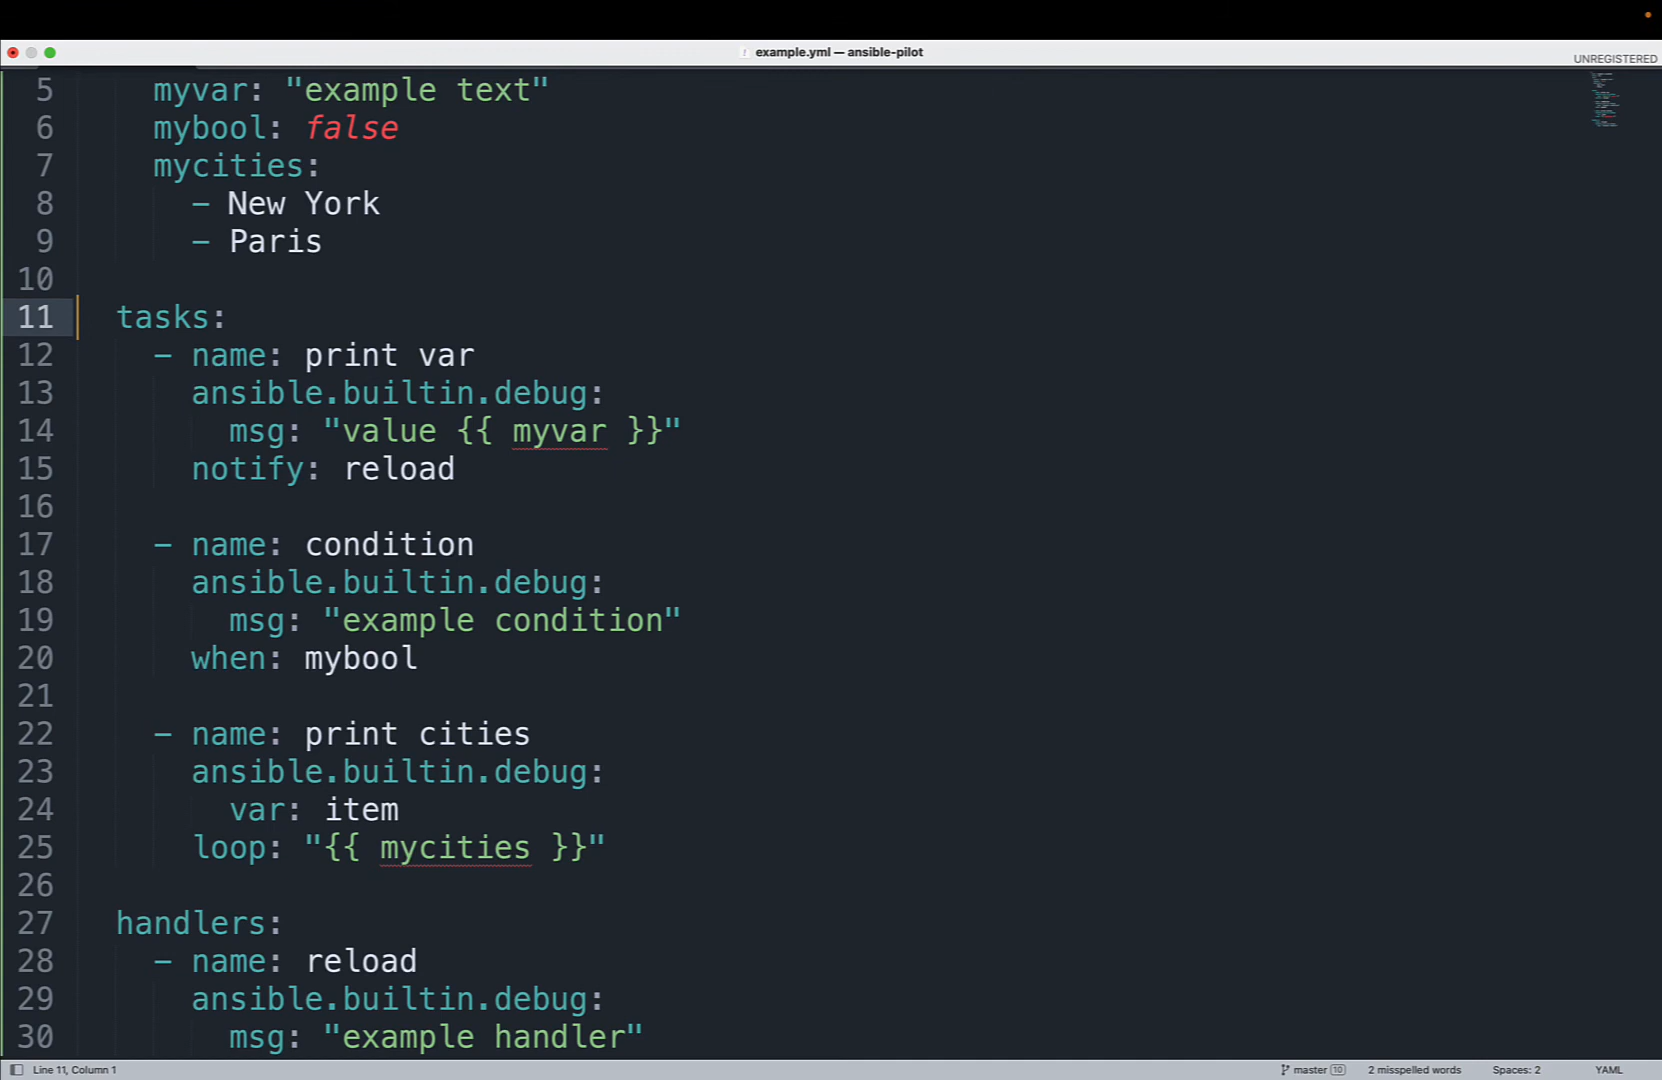 example.yml — ansible-pilot
UNREGISTERED
5 myvar: "example text"
6 mybool: false
7 mycities:
8 - New York
9 - Paris
10
11 tasks:
12 - name: print var
13 ansible.builtin.debug:
14 msg: "value {{ myvar }}"
15 notify: reload
16
17 - name: condition
18 ansible.builtin.debug:
19 msg: "example condition"
20 when: mybool
21
22 - name: print cities
23 ansible.builtin.debug:
24 var: item
25 loop: "{{ mycities }}"
26
27 handlers:
28 - name: reload
29 ansible.builtin.debug:
30 msg: "example handler"
Line 11, Column 1 master 10 2 misspelled words Spaces: 2 YAML